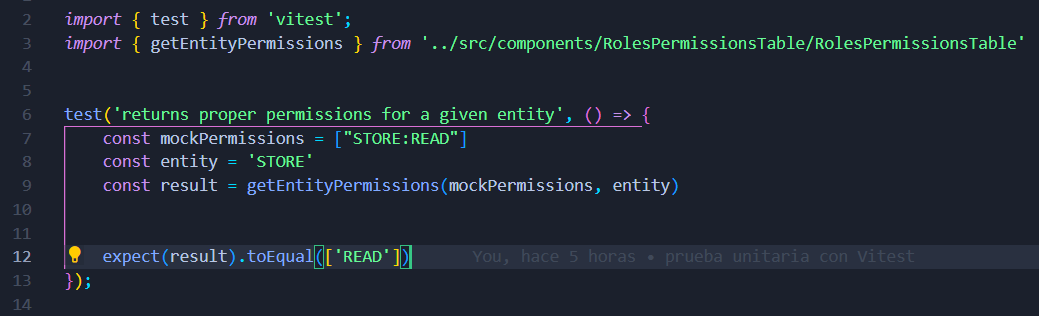 2 import { test } from 'vitest';
3 import { getEntityPermissions } from '../src/components/RolesPermissionsTable/RolesPermissionsTable'
4
5
6 test('returns proper permissions for a given entity', () => {
7 const mockPermissions = ["STORE:READ"]
8 const entity = 'STORE'
9 const result = getEntityPermissions(mockPermissions, entity)
10
11
12 expect(result).toEqual(['READ']) You, hace 5 horas • prueba unitaria con Vitest
13 });
14